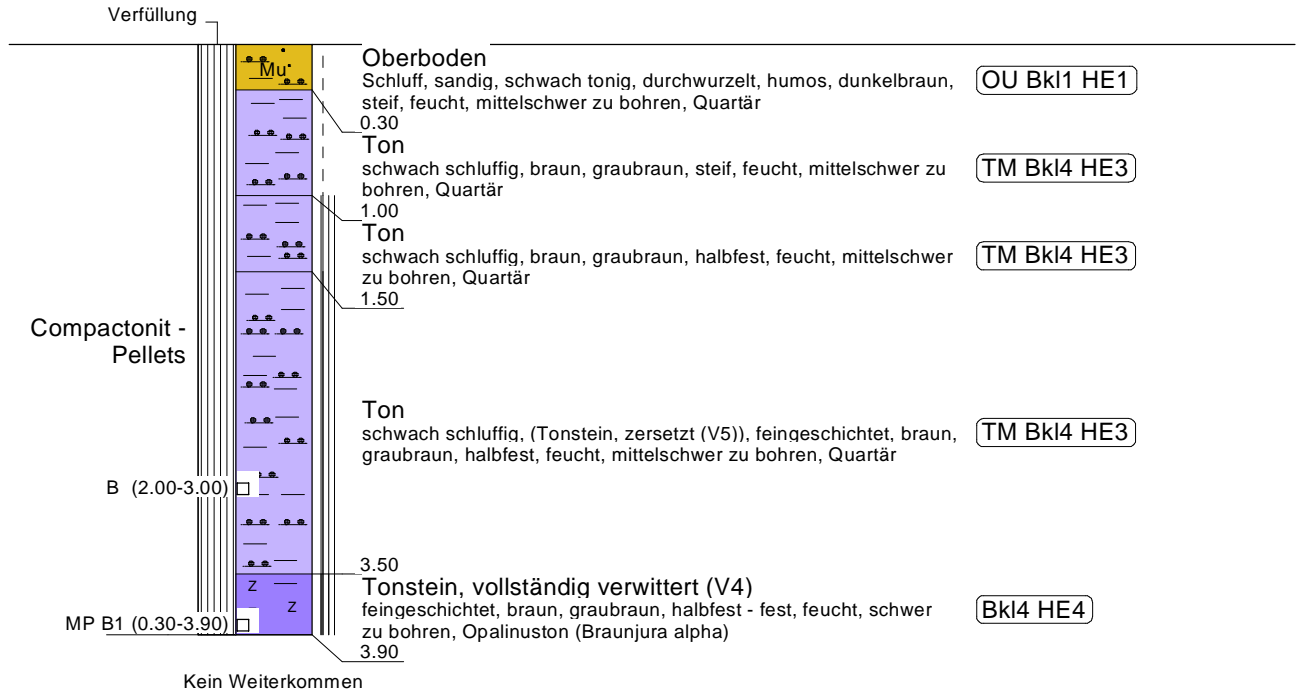 Verfüllung
Mu
Oberboden
Schluff, sandig, schwach tonig, durchwurzelt, humos, dunkelbraun,
steif, feucht, mittelschwer zu bohren, Quartär
OU Bkl1 HE1
0.30
Ton
schwach schluffig, braun, graubraun, steif, feucht, mittelschwer zu
bohren, Quartär
TM Bkl4 HE3
1.00
Ton
schwach schluffig, braun, graubraun, halbfest, feucht, mittelschwer
zu bohren, Quartär
TM Bkl4 HE3
1.50
Compactonit -
Pellets
Ton
schwach schluffig, (Tonstein, zersetzt (V5)), feingeschichtet, braun,
graubraun, halbfest, feucht, mittelschwer zu bohren, Quartär
TM Bkl4 HE3
B (2.00-3.00)
3.50
Z
Z
Tonstein, vollständig verwittert (V4)
feingeschichtet, braun, graubraun, halbfest - fest, feucht, schwer
zu bohren, Opalinuston (Braunjura alpha)
Bkl4 HE4
MP B1 (0.30-3.90)
3.90
Kein Weiterkommen